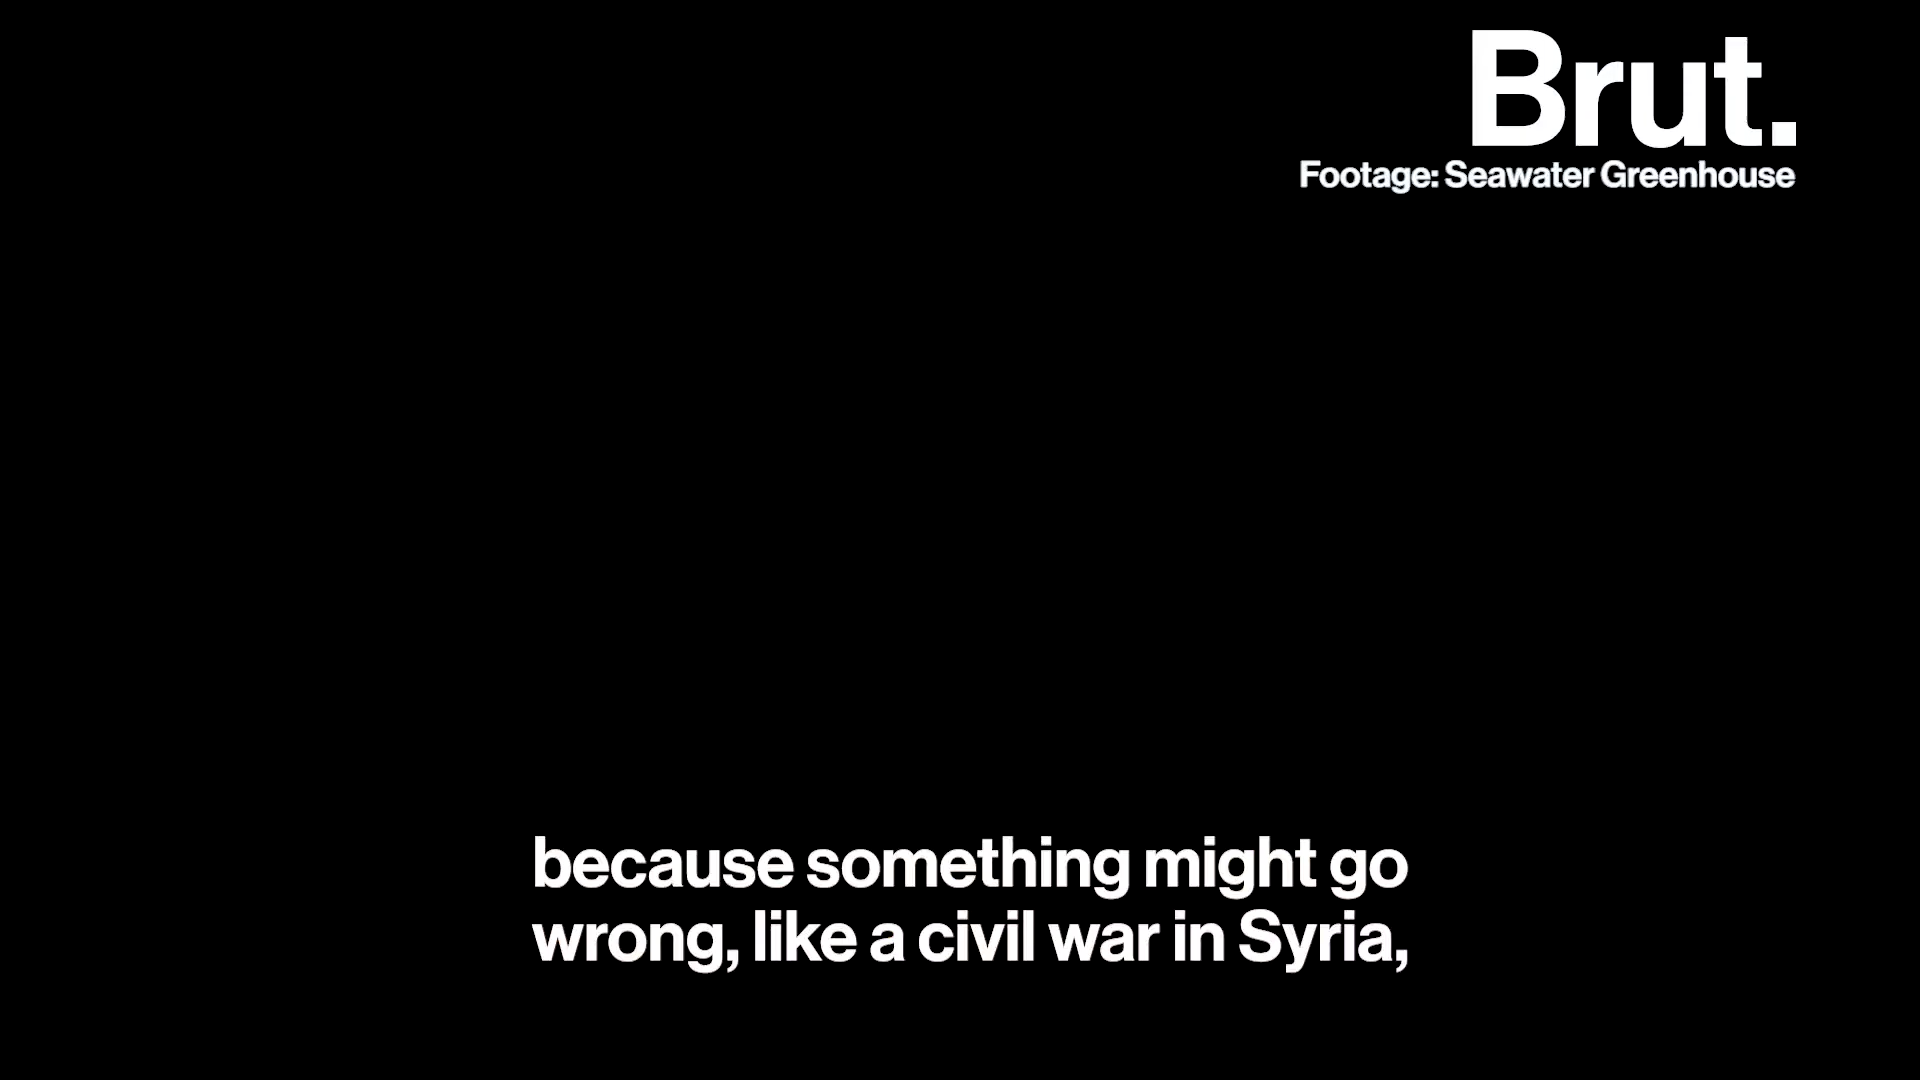 Brut.
Footage: Seawater Greenhouse
because something might go
wrong, like a civil war in Syria,